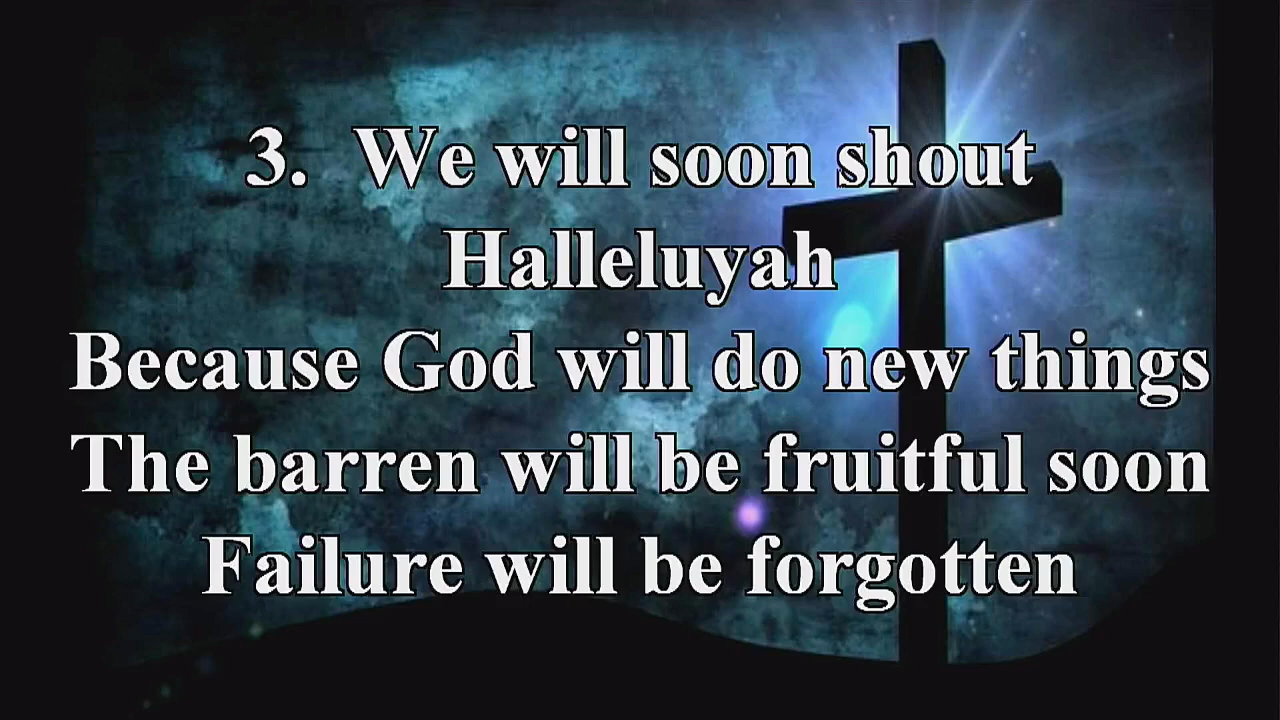 3. We will soon shout
Halleluyah
Because God will do new things
The barren will be fruitful soon
Failure will be forgotten